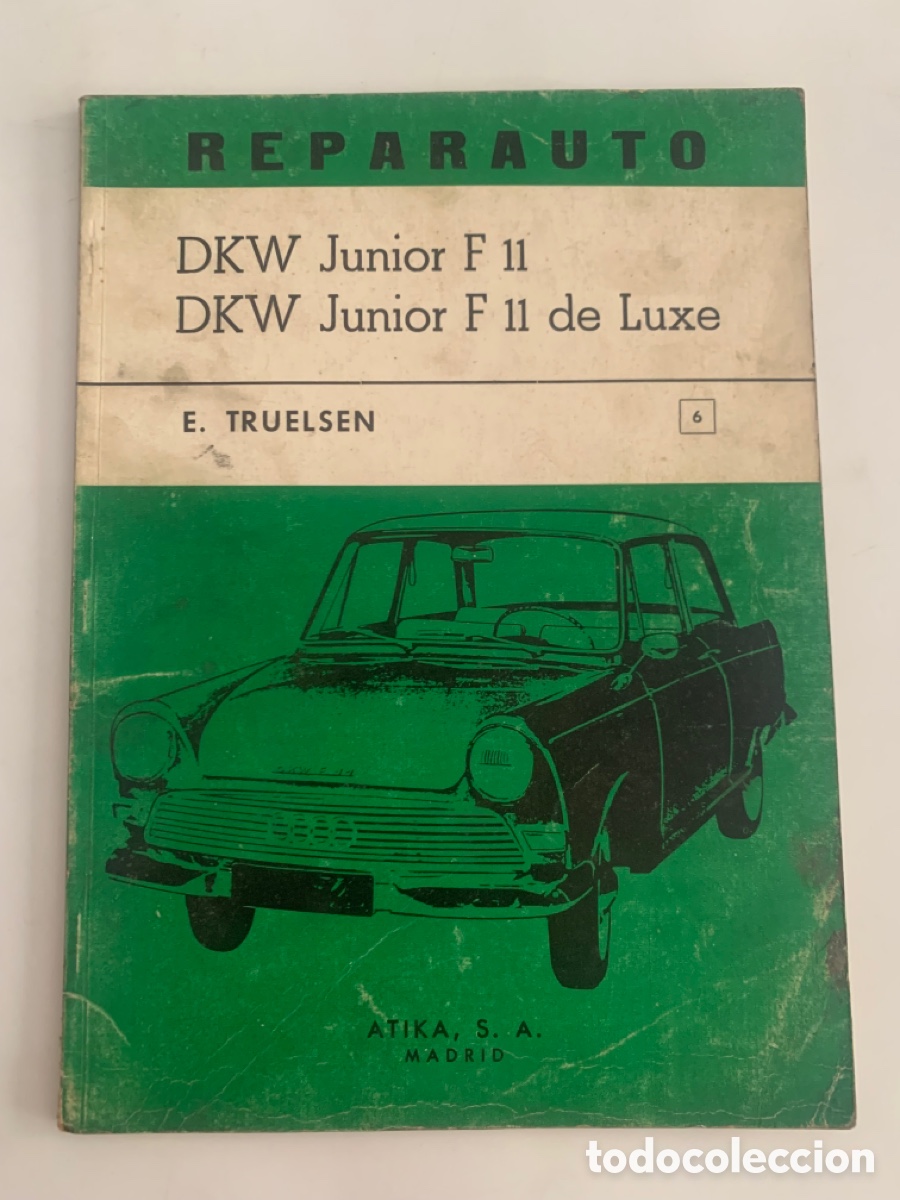 REPARAUTO
DKW Junior F 11
DKW Junior F 11 de Luxe
E. TRUELSEN
6
ATIKA, S. A.
MADRID
todocoleccion